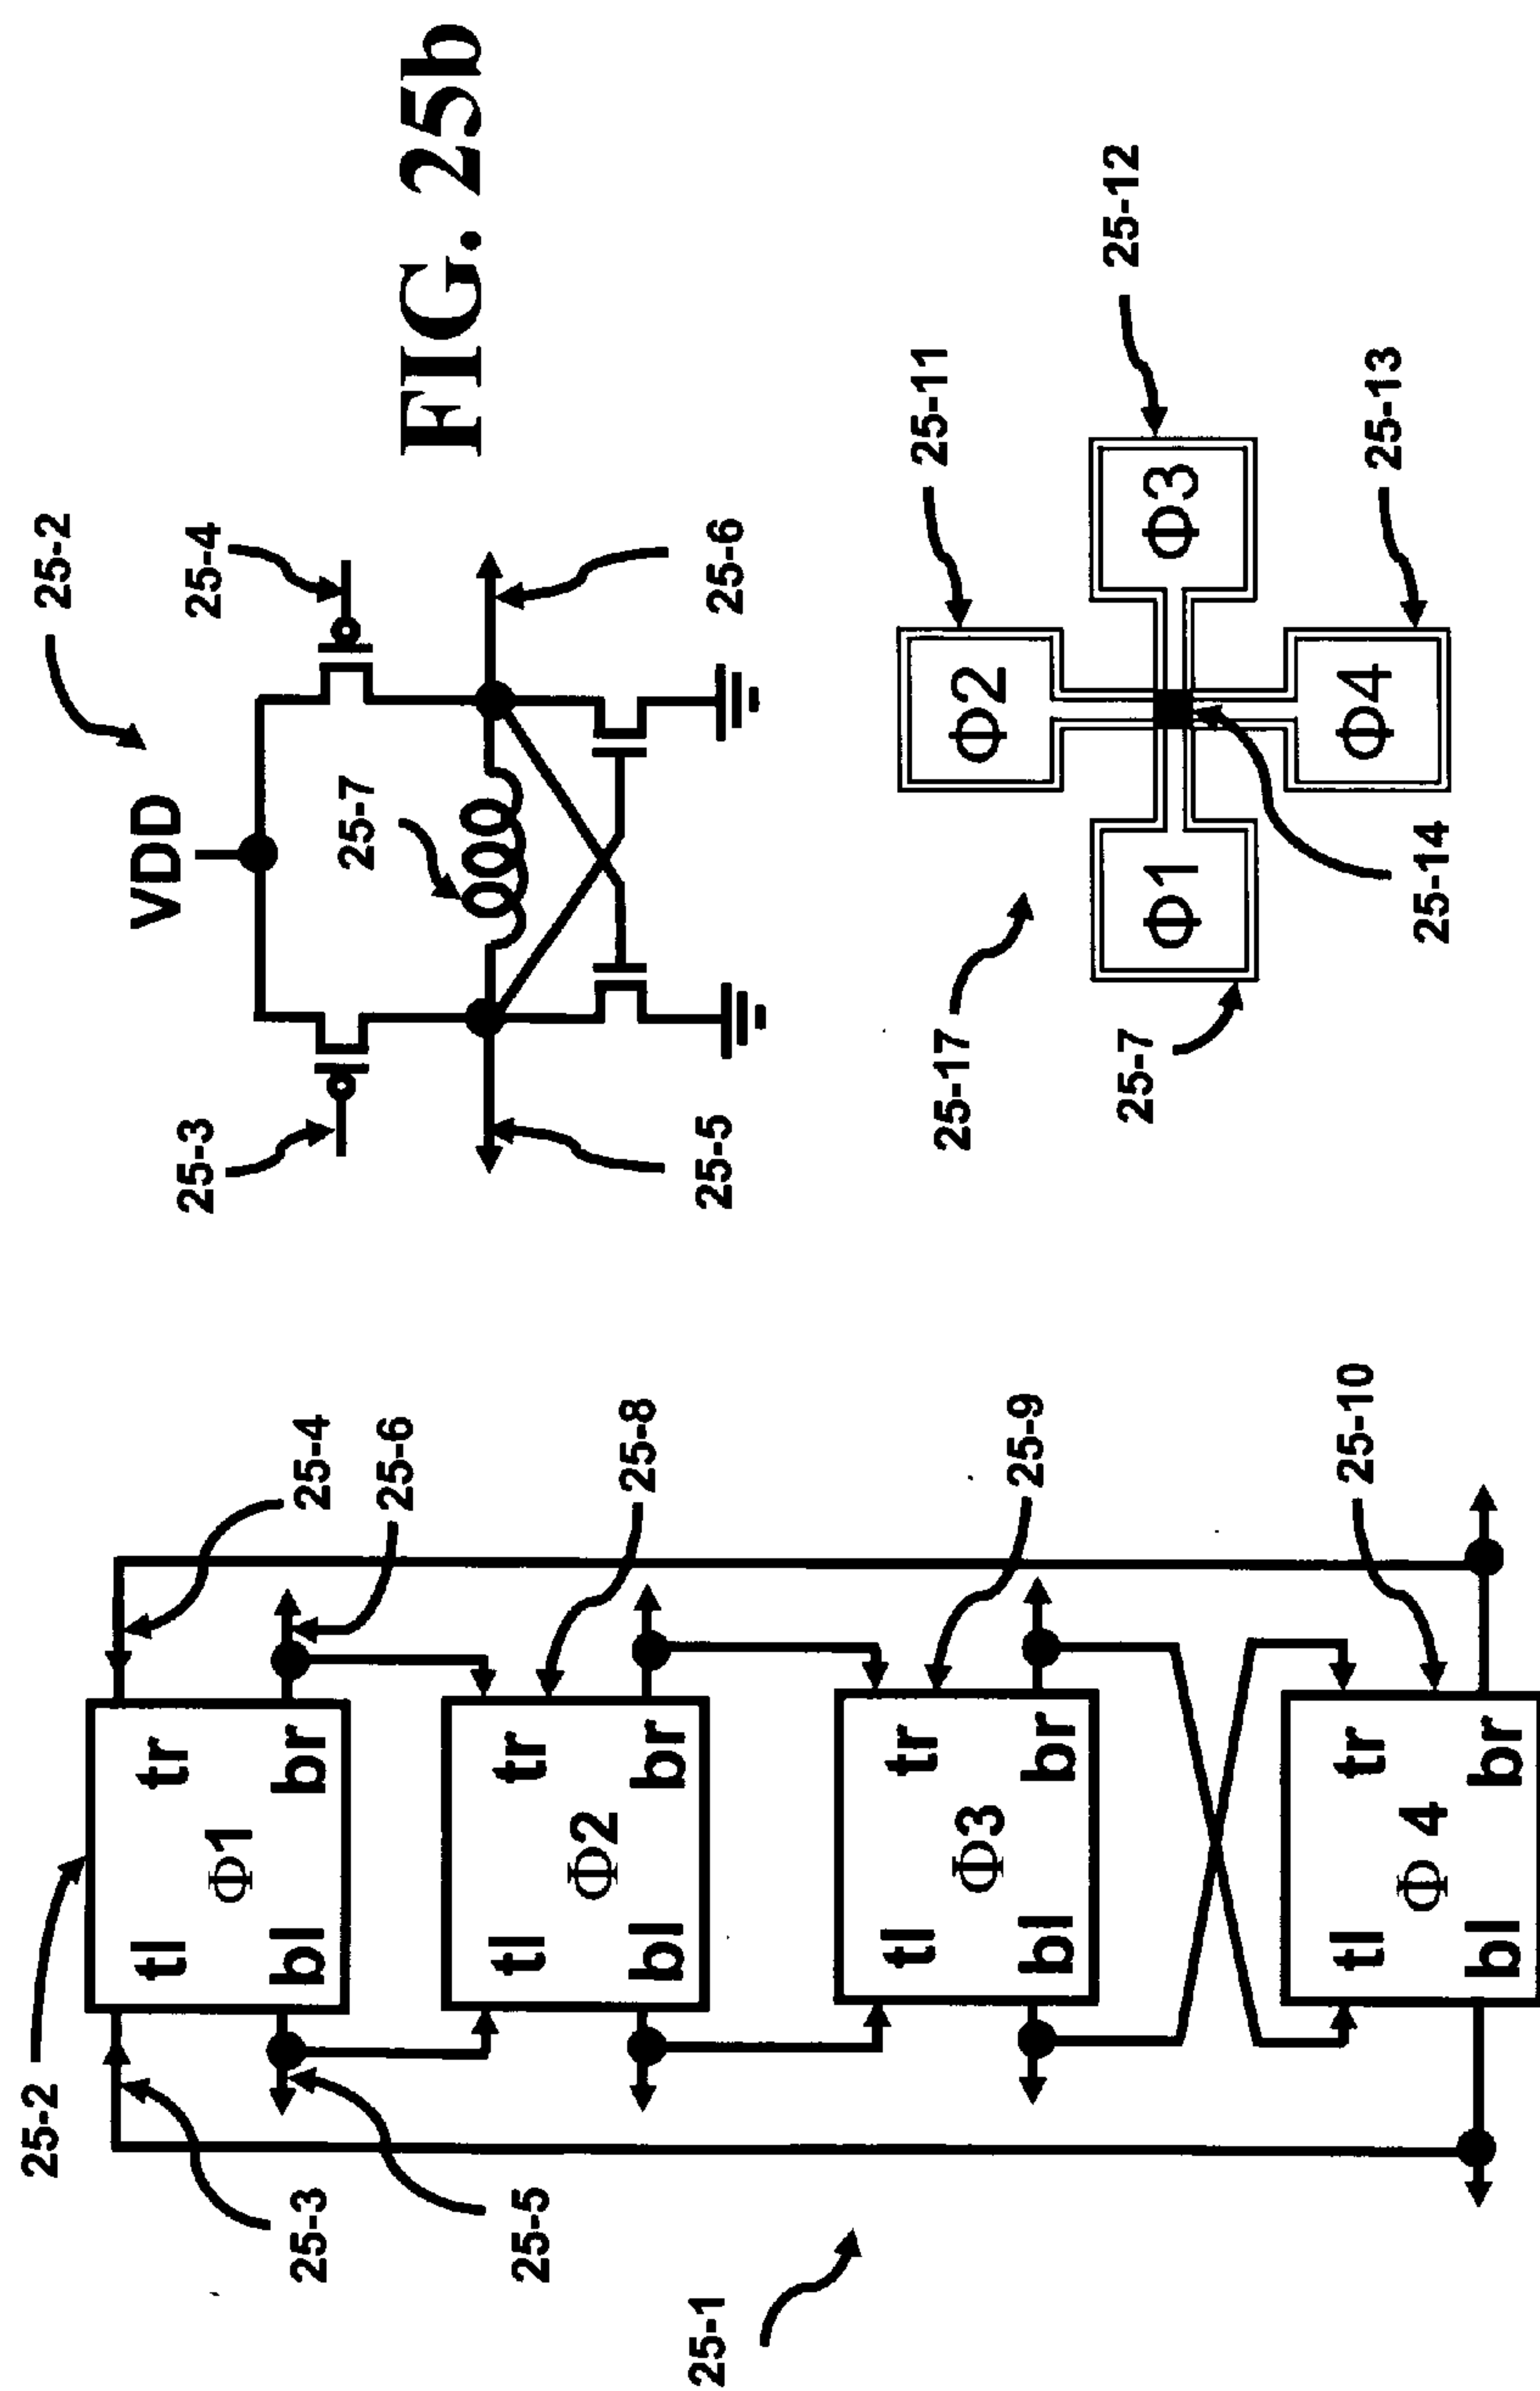 FIG. 25b
25-2
25-4
25-3
25-6
25-5
tl
tr
Φ1
bl
br
25-8
tl
tr
Φ2
bl
br
25-9
tl
tr
Φ3
bl
br
25-10
tl
tr
Φ 4
bl
br
25-1
VDD
25-2
25-3
25-4
25-7
25-5
25-6
25-17
25-11
Φ2
25-12
25-7
Φ1
Φ3
Φ4
25-13
25-14